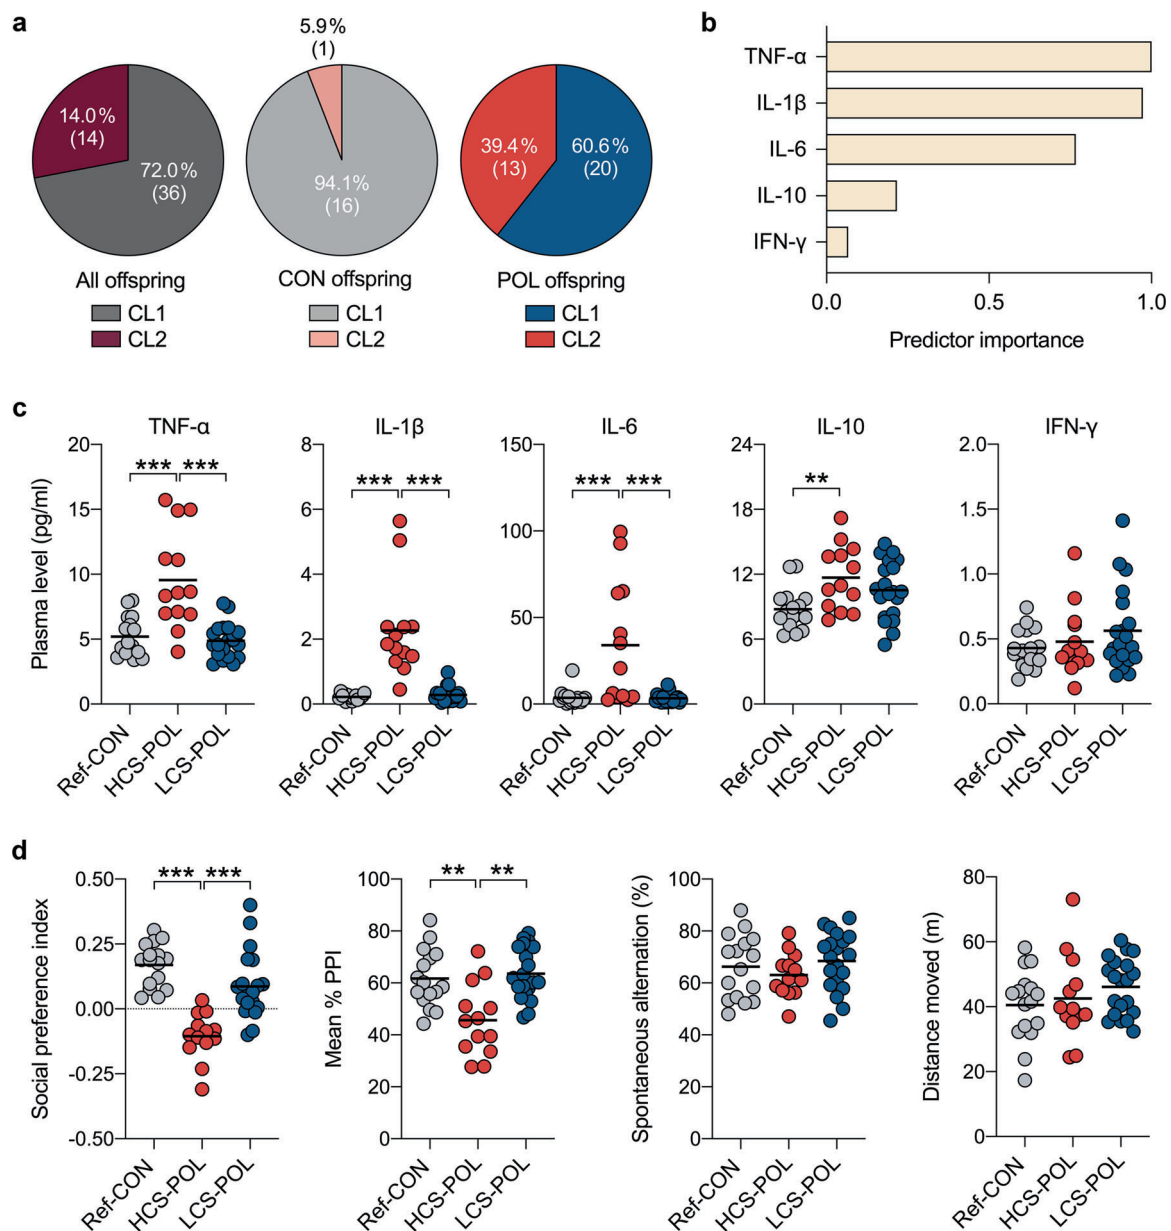 a
14.0%
(14)
72.0%
(36)
All offspring
CL1
CL2
5.9%
(1)
94.1%
(16)
CON offspring
CL1
CL2
39.4%
(13)
60.6%
(20)
POL offspring
CL1
CL2
b
TNF-α
IL-1β
IL-6
IL-10
IFN-γ
0.0
0.5
1.0
Predictor importance
c
TNF-α
Plasma level (pg/ml)
20
15
10
5
0
***
***
Ref-CON
HCS-POL
LCS-POL
IL-1β
8
6
4
2
0
***
***
Ref-CON
HCS-POL
LCS-POL
IL-6
150
100
50
0
***
***
Ref-CON
HCS-POL
LCS-POL
IL-10
24
18
12
6
0
**
Ref-CON
HCS-POL
LCS-POL
IFN-γ
2.0
1.5
1.0
0.5
0.0
Ref-CON
HCS-POL
LCS-POL
d
Social preference index
0.50
0.25
0.00
-0.25
-0.50
***
***
Ref-CON
HCS-POL
LCS-POL
Mean % PPI
100
80
60
40
20
0
**
**
Ref-CON
HCS-POL
LCS-POL
Spontaneous alternation (%)
100
80
60
40
20
0
Ref-CON
HCS-POL
LCS-POL
Distance moved (m)
80
60
40
20
0
Ref-CON
HCS-POL
LCS-POL